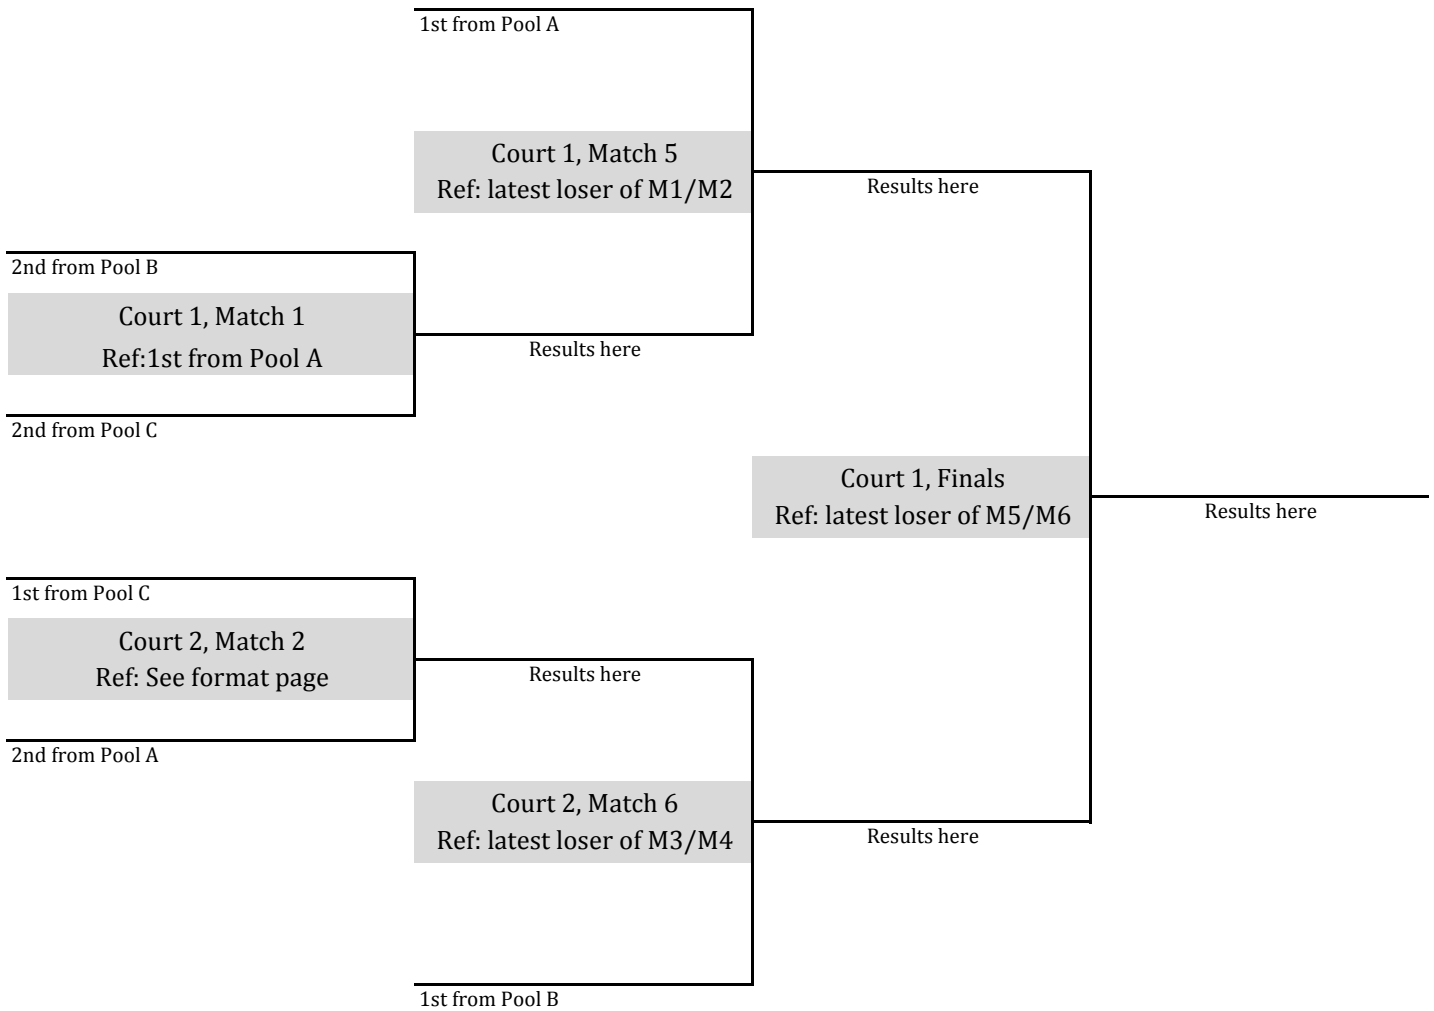 1st from Pool A
Court 1, Match 5
Ref: latest loser of M1/M2
Results here
2nd from Pool B
Court 1, Match 1
Ref:1st from Pool A
Results here
2nd from Pool C
Court 1, Finals
Ref: latest loser of M5/M6
Results here
1st from Pool C
Court 2, Match 2
Ref: See format page
Results here
2nd from Pool A
Court 2, Match 6
Ref: latest loser of M3/M4
Results here
1st from Pool B